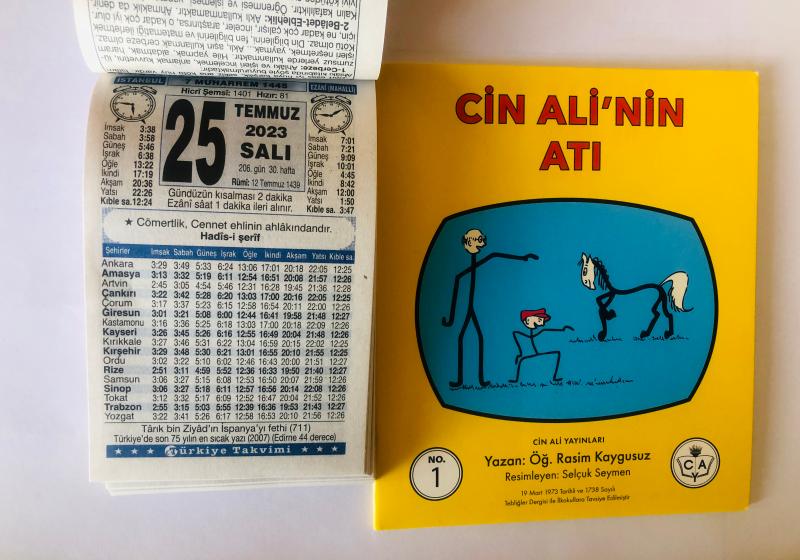 1-Cerbeze:
2-Belâdet-Eblehlik: Aklı kullanmamaktır. Ahmaklık da denir.
İSTANBUL
7 MUHARREM 1445
EZANİ (MAHALLİ)
Hicrî Şemsî: 1401 Hızır: 81
25
TEMMUZ
2023
SALI
206. gün 30. hafta
Rûmî: 12 Temmuz 1439
İmsak 3:38
Sabah 3:58
Güneş 5:46
İşrak 6:38
Öğle 13:22
İkindi 17:19
Akşam 20:36
Yatsı 22:26
Kıble sa. 12:24
İmsak 7:01
Sabah 7:21
Güneş 9:09
İşrak 10:01
Öğle 4:45
İkindi 8:42
Akşam 12:00
Yatsı 1:50
Kıble sa. 3:47
Gündüzün kısalması 2 dakika
Ezânî sâat 1 dakika ileri alınır.
★ Cömertlik, Cennet ehlinin ahlâkındandır.
Hadîs-i şerîf
Şehirler İmsak Sabah Güneş İşrak Öğle İkindi Akşam Yatsı Kıble sa.
Ankara 3:29 3:49 5:33 6:24 13:06 17:01 20:18 22:05 12:26
Amasya 3:13 3:32 5:19 6:11 12:54 16:51 20:08 21:57 12:26
Artvin 2:45 3:05 4:54 5:46 12:31 16:28 19:45 21:36 12:28
Çankırı 3:22 3:42 5:28 6:20 13:03 17:00 20:16 22:05 12:25
Çorum 3:17 3:37 5:23 6:15 12:58 16:54 20:11 22:00 12:26
Giresun 3:01 3:21 5:08 6:00 12:44 16:41 19:58 21:48 12:27
Kastamonu 3:16 3:36 5:25 6:18 13:03 17:00 20:18 22:09 12:26
Kayseri 3:26 3:45 5:26 6:16 12:55 16:49 20:04 21:48 12:26
Kırıkkale 3:27 3:46 5:31 6:22 13:04 16:59 20:15 22:02 12:25
Kırşehir 3:29 3:48 5:30 6:21 13:01 16:55 20:10 21:55 12:25
Ordu 3:02 3:22 5:10 6:02 12:46 16:43 20:00 21:51 12:27
Rize 2:51 3:11 4:59 5:52 12:36 16:33 19:50 21:40 12:27
Samsun 3:06 3:27 5:15 6:08 12:53 16:50 20:07 21:59 12:26
Sinop 3:06 3:27 5:18 6:11 12:57 16:56 20:14 22:08 12:26
Tokat 3:12 3:32 5:17 6:09 12:52 16:47 20:04 21:52 12:26
Trabzon 2:55 3:15 5:03 5:55 12:39 16:36 19:53 21:43 12:27
Yozgat 3:22 3:41 5:26 6:17 12:58 16:53 20:10 21:56 12:26
Târık bin Ziyâd'ın İspanya'yı fethi (711)
Türkiye'de son 75 yılın en sıcak yazı (2007) (Edirne 44 derece)
★ ★ ★ Türkiye Takvimi ★ ★ ★
CİN ALİ'NİN
ATI
CİN ALİ YAYINLARI
Yazan: Öğ. Rasim Kaygusuz
Resimleyen: Selçuk Seymen
19 Mart 1973 Tarihli ve 1738 Sayılı
Tebliğler Dergisi ile İlkokullara Tavsiye Edilmiştir
NO.
1
C A
Y